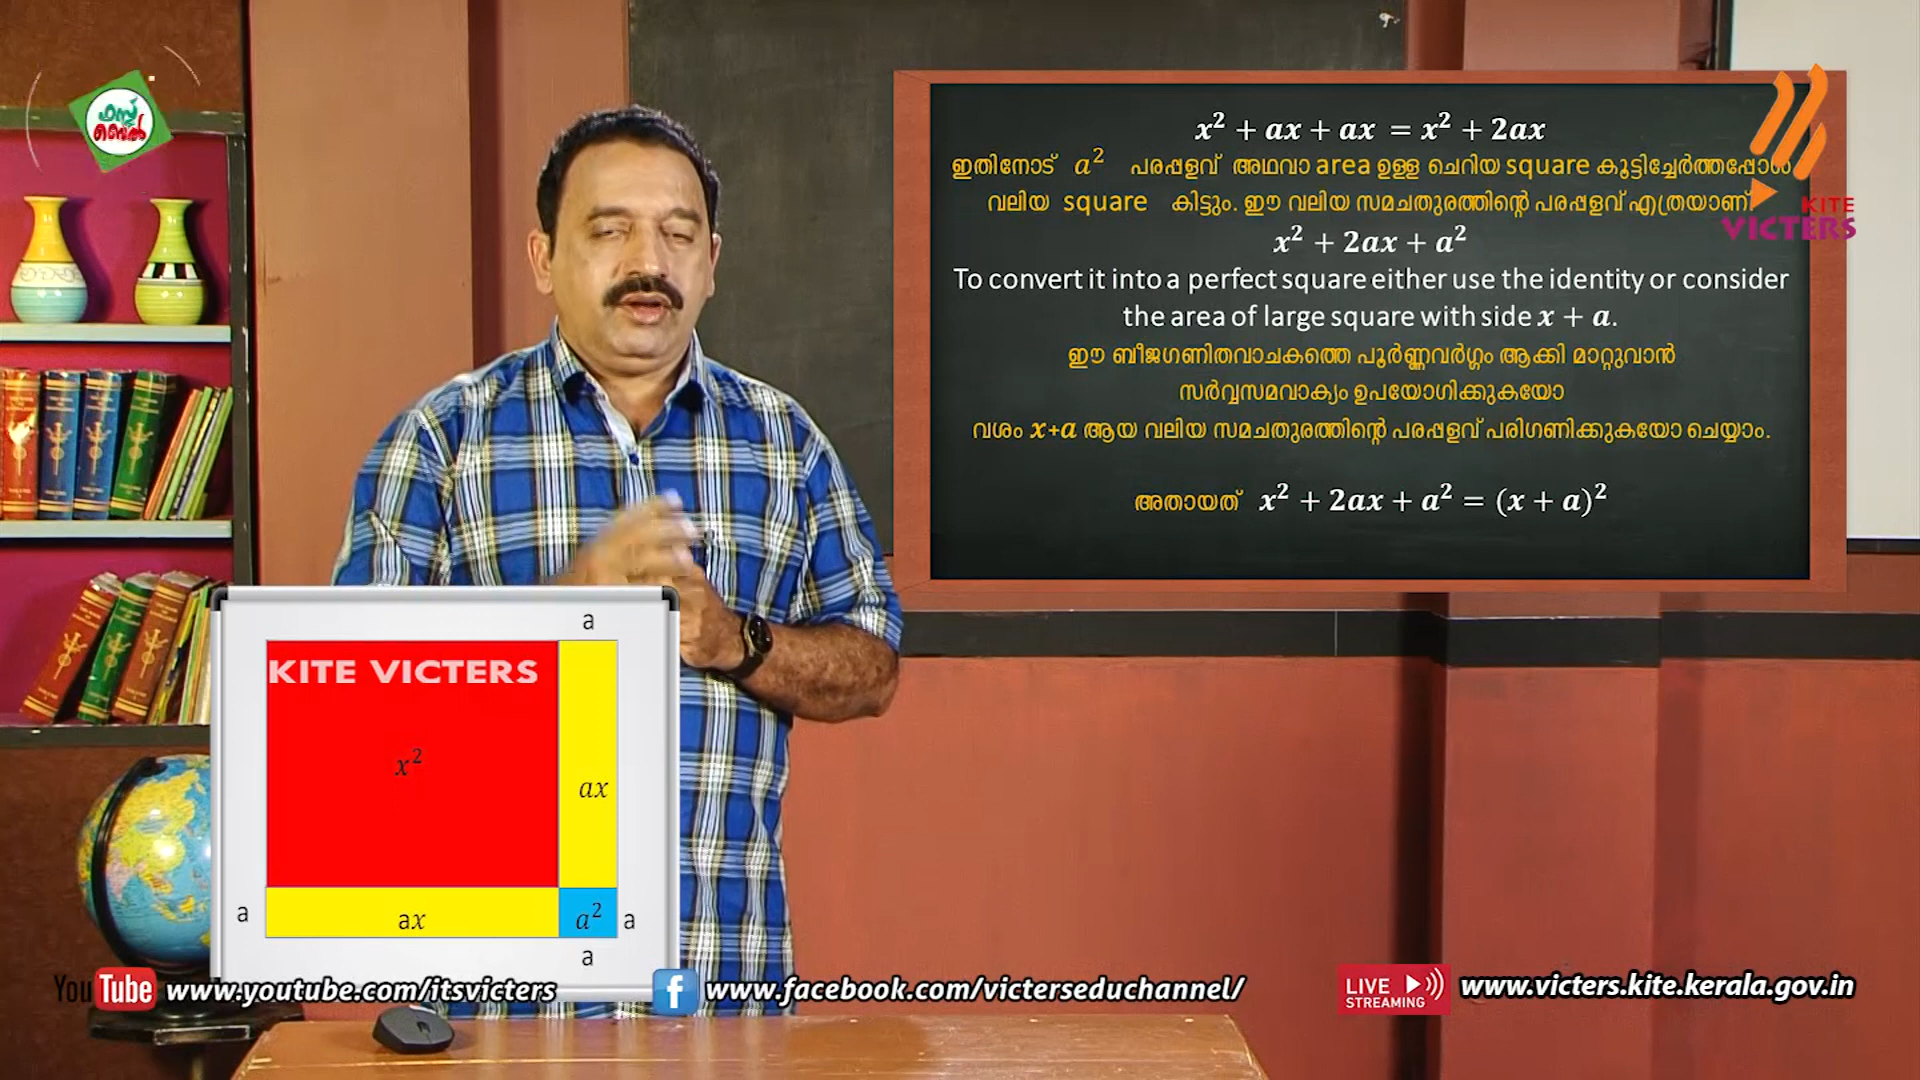 ഫസ്റ്റ്
ബെൽ
x² + ax + ax = x² + 2ax
ഇതിനോട് a² പരപ്പളവ് അഥവാ area ഉള്ള ചെറിയ square കൂട്ടിച്ചേർത്തപ്പോൾ
വലിയ square കിട്ടും. ഈ വലിയ സമചതുരത്തിന്റെ പരപ്പളവ് എത്രയാണ്
x² + 2ax + a²
To convert it into a perfect square either use the identity or consider
the area of large square with side x + a.
ഈ ബീജഗണിതവാചകത്തെ പൂർണ്ണവർഗ്ഗം ആക്കി മാറ്റുവാൻ
സർവ്വസമവാക്യം ഉപയോഗിക്കുകയോ
വശം x+a ആയ വലിയ സമചതുരത്തിന്റെ പരപ്പളവ് പരിഗണിക്കുകയോ ചെയ്യാം.
അതായത് x² + 2ax + a² = (x + a)²
KITE
VICTERS
a
KITE VICTERS
x²
ax
a
ax
a²
a
a
You Tube www.youtube.com/itsvicters
f www.facebook.com/victerseduchannel/
LIVE
STREAMING
www.victers.kite.kerala.gov.in